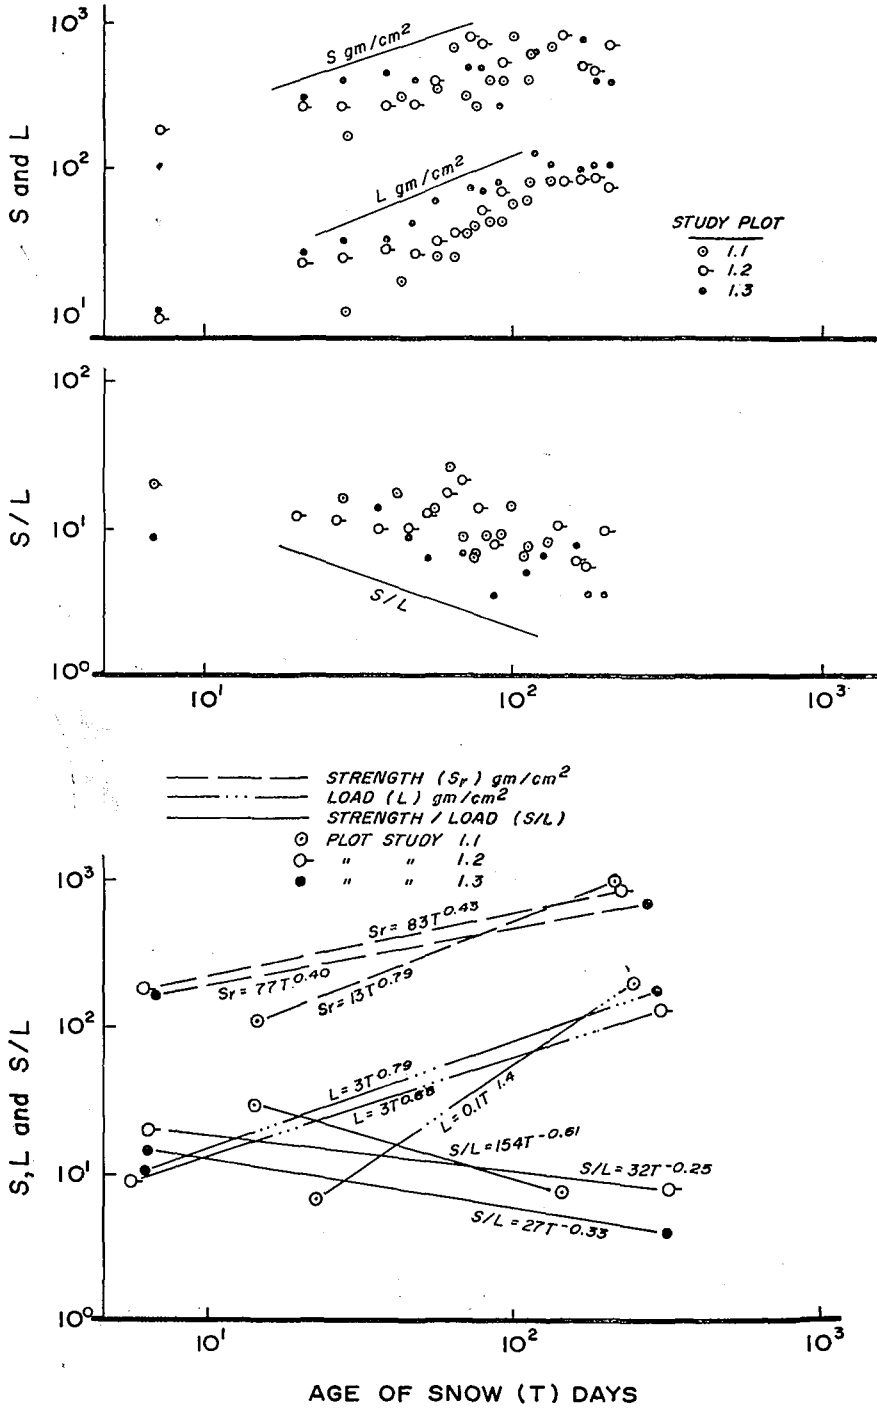 10³
S gm/cm²
S and L
10²
L gm/cm²
STUDY PLOT
1.1
1.2
1.3
10¹
10¹ 10² 10³
10²
S/L
10¹
S/L
10⁰
10¹ 10² 10³
STRENGTH (Sr) gm/cm²
LOAD (L) gm/cm²
STRENGTH / LOAD (S/L)
PLOT STUDY 1.1
" " 1.2
" " 1.3
10³
Sr = 83T^0.43
Sr = 77T^0.40
Sr = 13T^0.79
10²
S, L and S/L
L = 3T^0.79
L = 3T^0.68
L = 0.1T^1.4
S/L = 154T^-0.61
10¹
S/L = 32T^-0.25
S/L = 27T^-0.33
10⁰
10¹ 10² 10³
AGE OF SNOW (T) DAYS